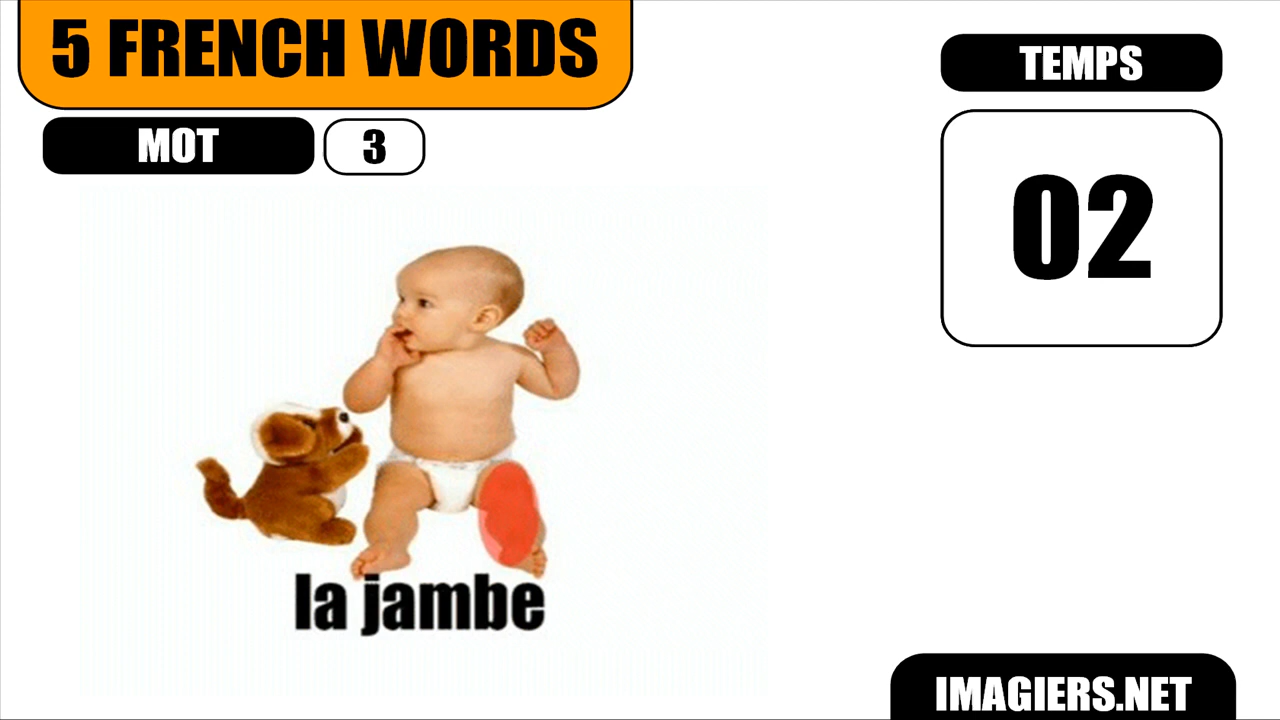 5 FRENCH WORDS
TEMPS
MOT 3
02
la jambe
IMAGIERS.NET